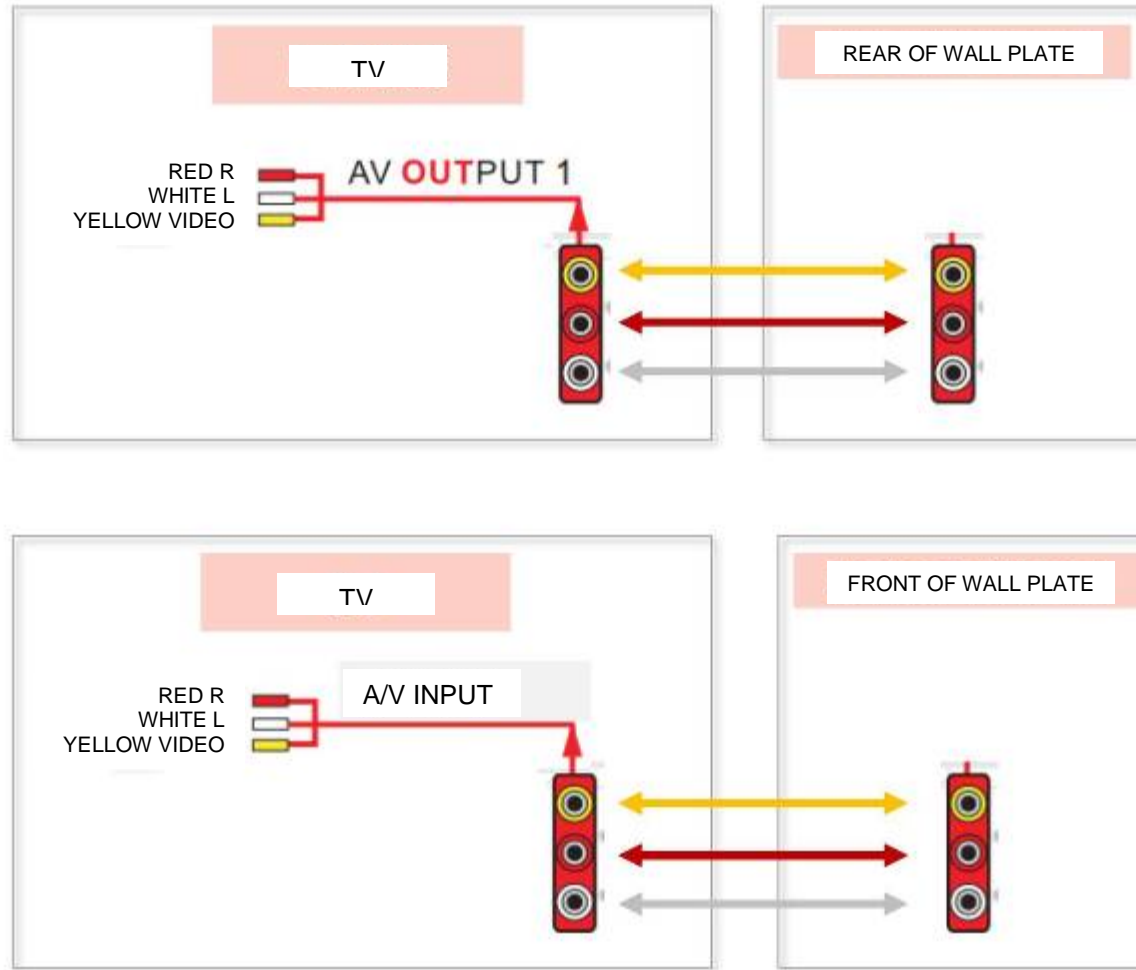 TV
REAR OF WALL PLATE
AV OUTPUT 1
RED R
WHITE L
YELLOW VIDEO
TV
FRONT OF WALL PLATE
A/V INPUT
RED R
WHITE L
YELLOW VIDEO